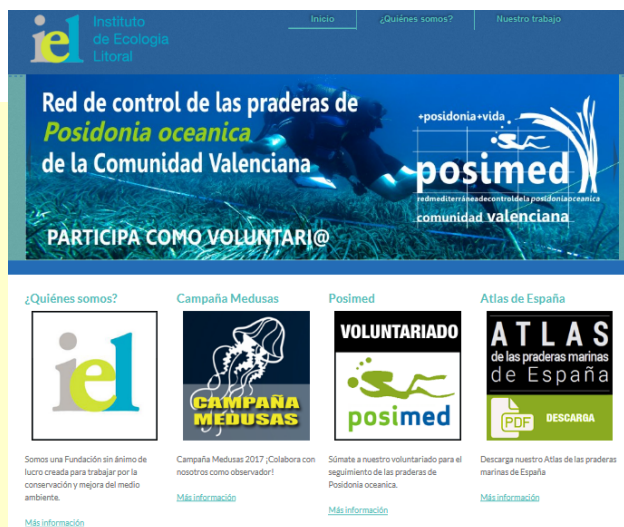 iel
Instituto
de Ecología
Litoral
Inicio
¿Quiénes somos?
Nuestro trabajo
Red de control de las praderas de
Posidonia oceanica
de la Comunidad Valenciana
PARTICIPA COMO VOLUNTARI@
+posidonia+vida
posimed
redmediterráneadecontroldelaposidoniaoceanica
comunidad valenciana
¿Quiénes somos?
iel
Somos una Fundación sin ánimo de
lucro creada para trabajar por la
conservación y mejora del medio
ambiente.
Más información
Campaña Medusas
CAMPAÑA
MEDUSAS
Campaña Medusas 2017 ¡Colabora con
nosotros como observador!
Más información
Posimed
VOLUNTARIADO
posimed
Súmate a nuestro voluntariado para el
seguimiento de las praderas de
Posidonia oceanica.
Más información
Atlas de España
ATLAS
de las praderas marinas
de España
PDF
DESCARGA
Descarga nuestro Atlas de las praderas
marinas de España
Más información